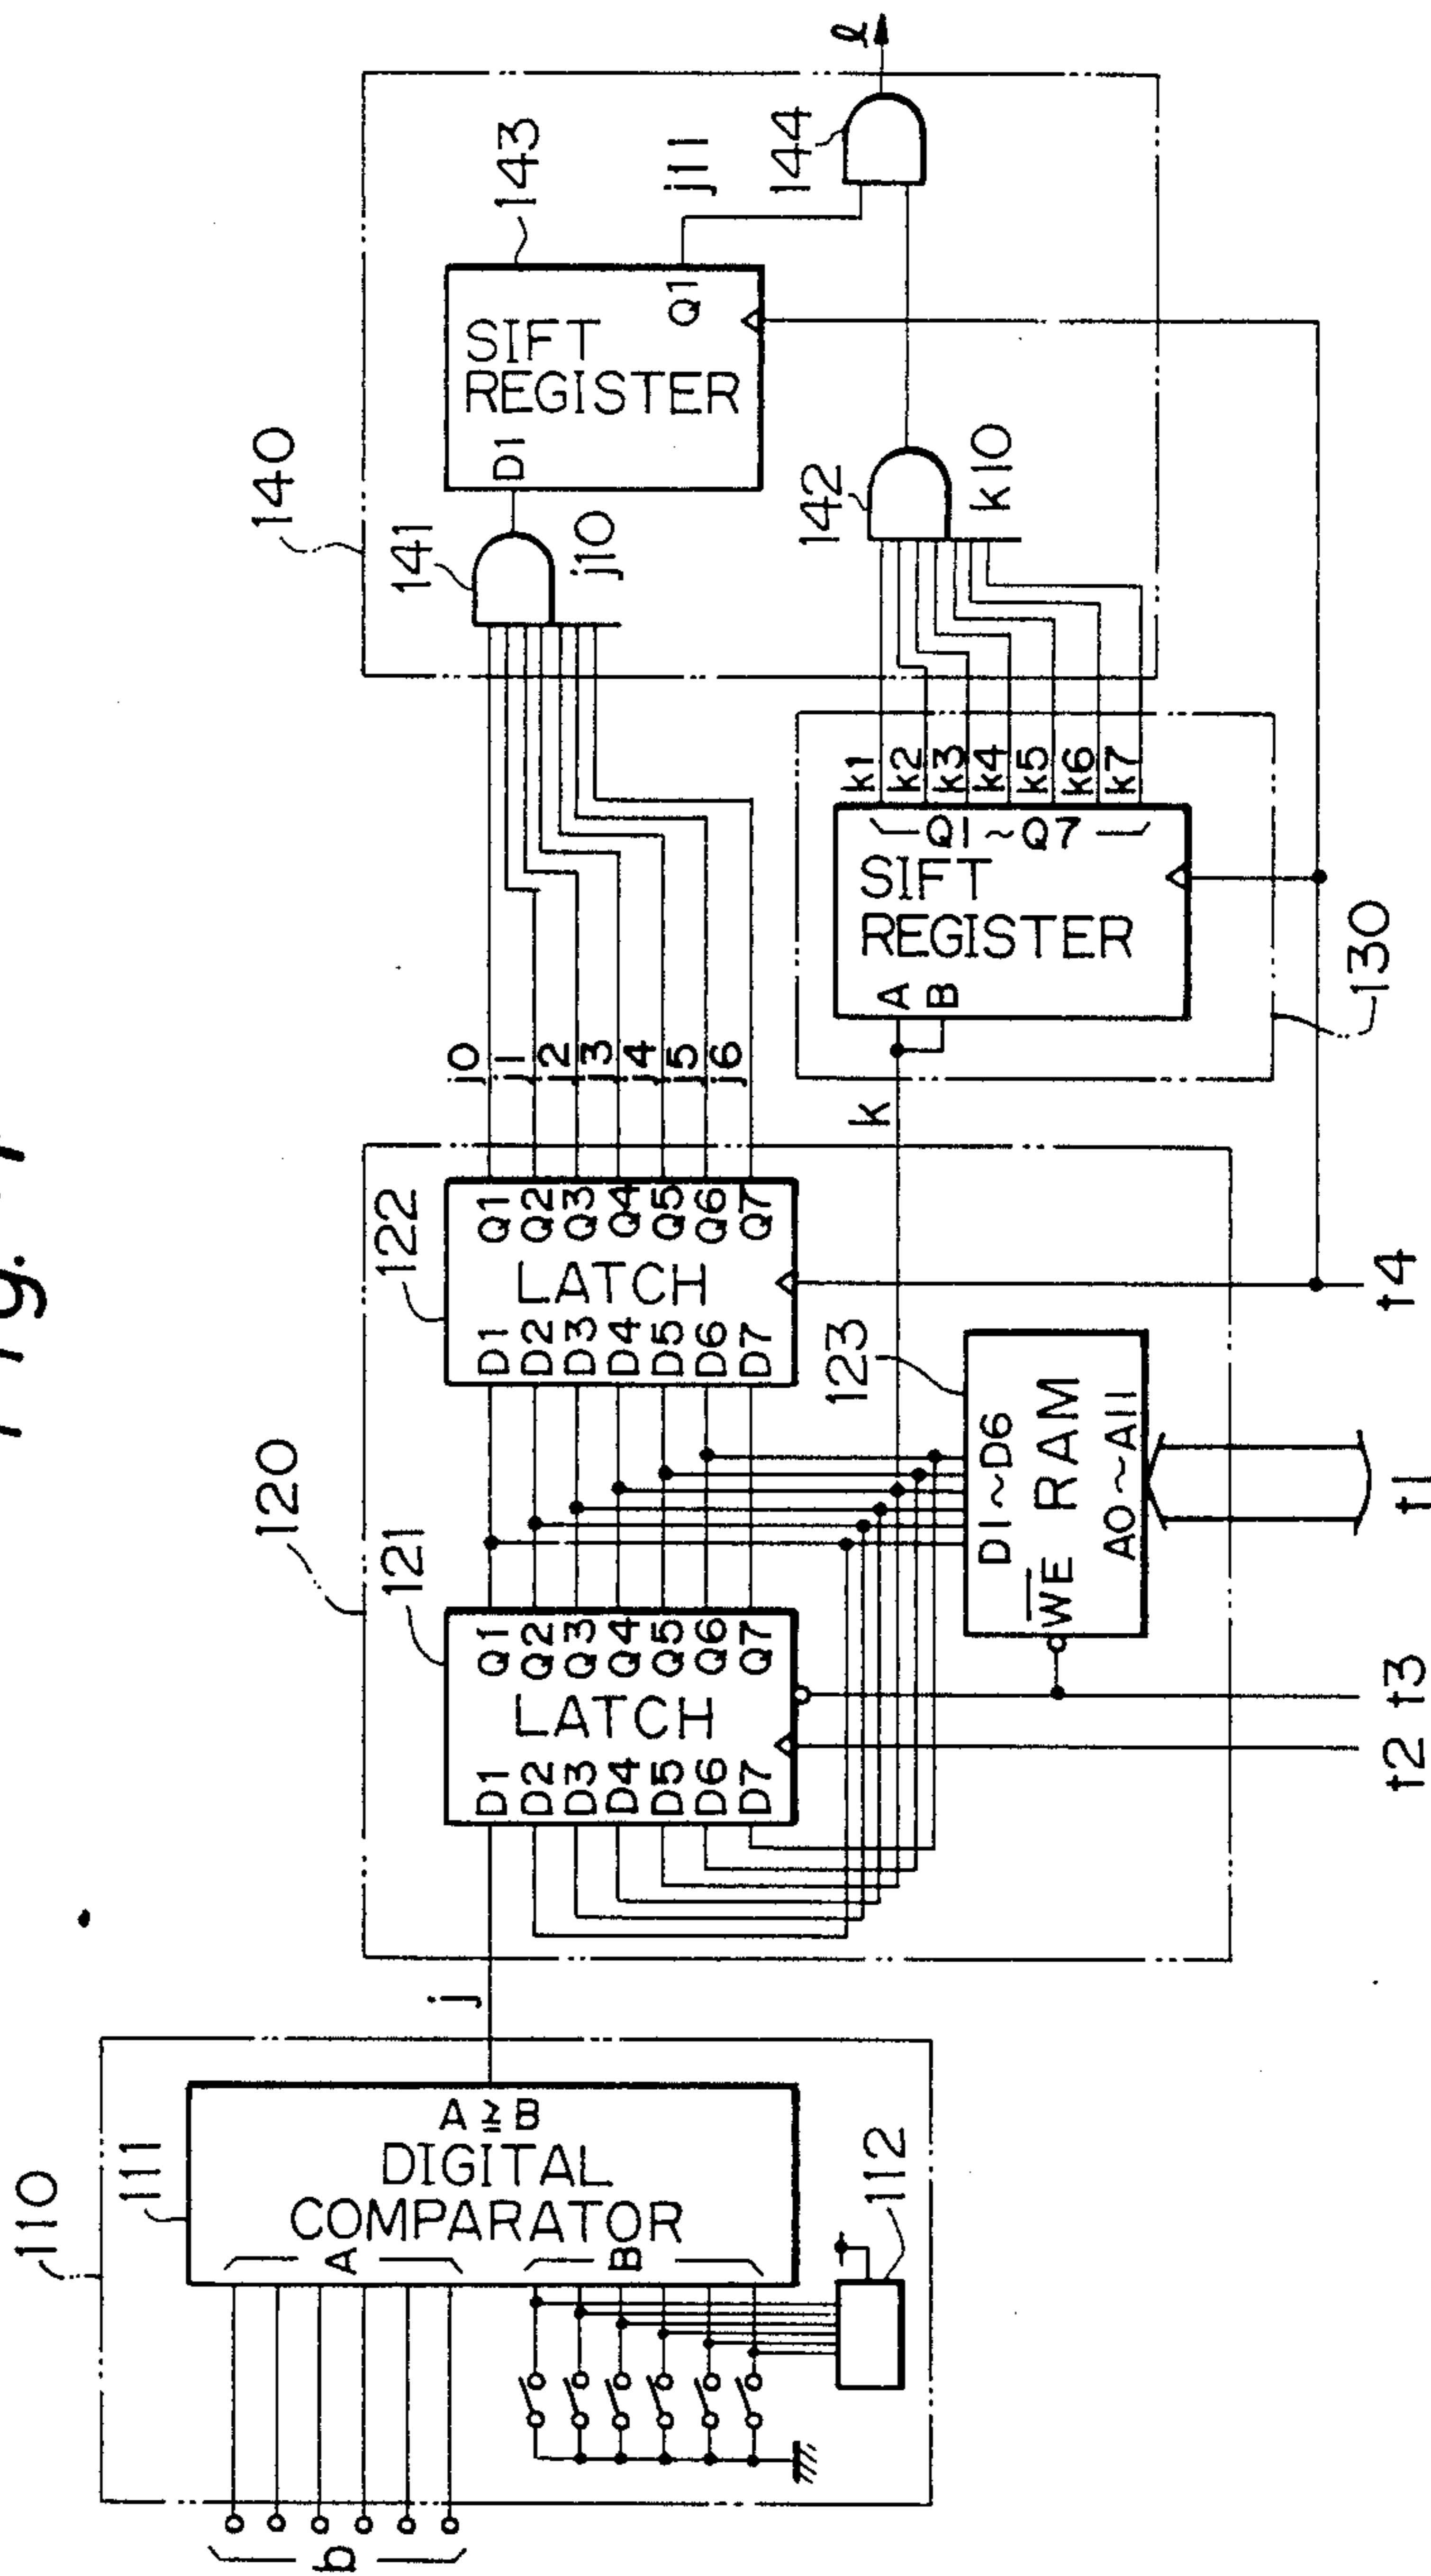 110
111
A ≧ B
DIGITAL
COMPARATOR
A
B
b
112
j
120
121
D1 Q1
D2 Q2
D3 Q3
D4 Q4
D5 Q5
D6 Q6
D7 Q7
LATCH
122
D1 Q1
D2 Q2
D3 Q3
D4 Q4
D5 Q5
D6 Q6
D7 Q7
LATCH
123
D1~D6
WE RAM
A0~A11
t2 t3 t1 t4
j0
j1
j2
j3
j4
j5
j6
k
A
B
SIFT
REGISTER
Q1~Q7
k1
k2
k3
k4
k5
k6
k7
130
140
141
j10
D1
SIFT
REGISTER
Q1
143
j11
142
k10
144
ℓ